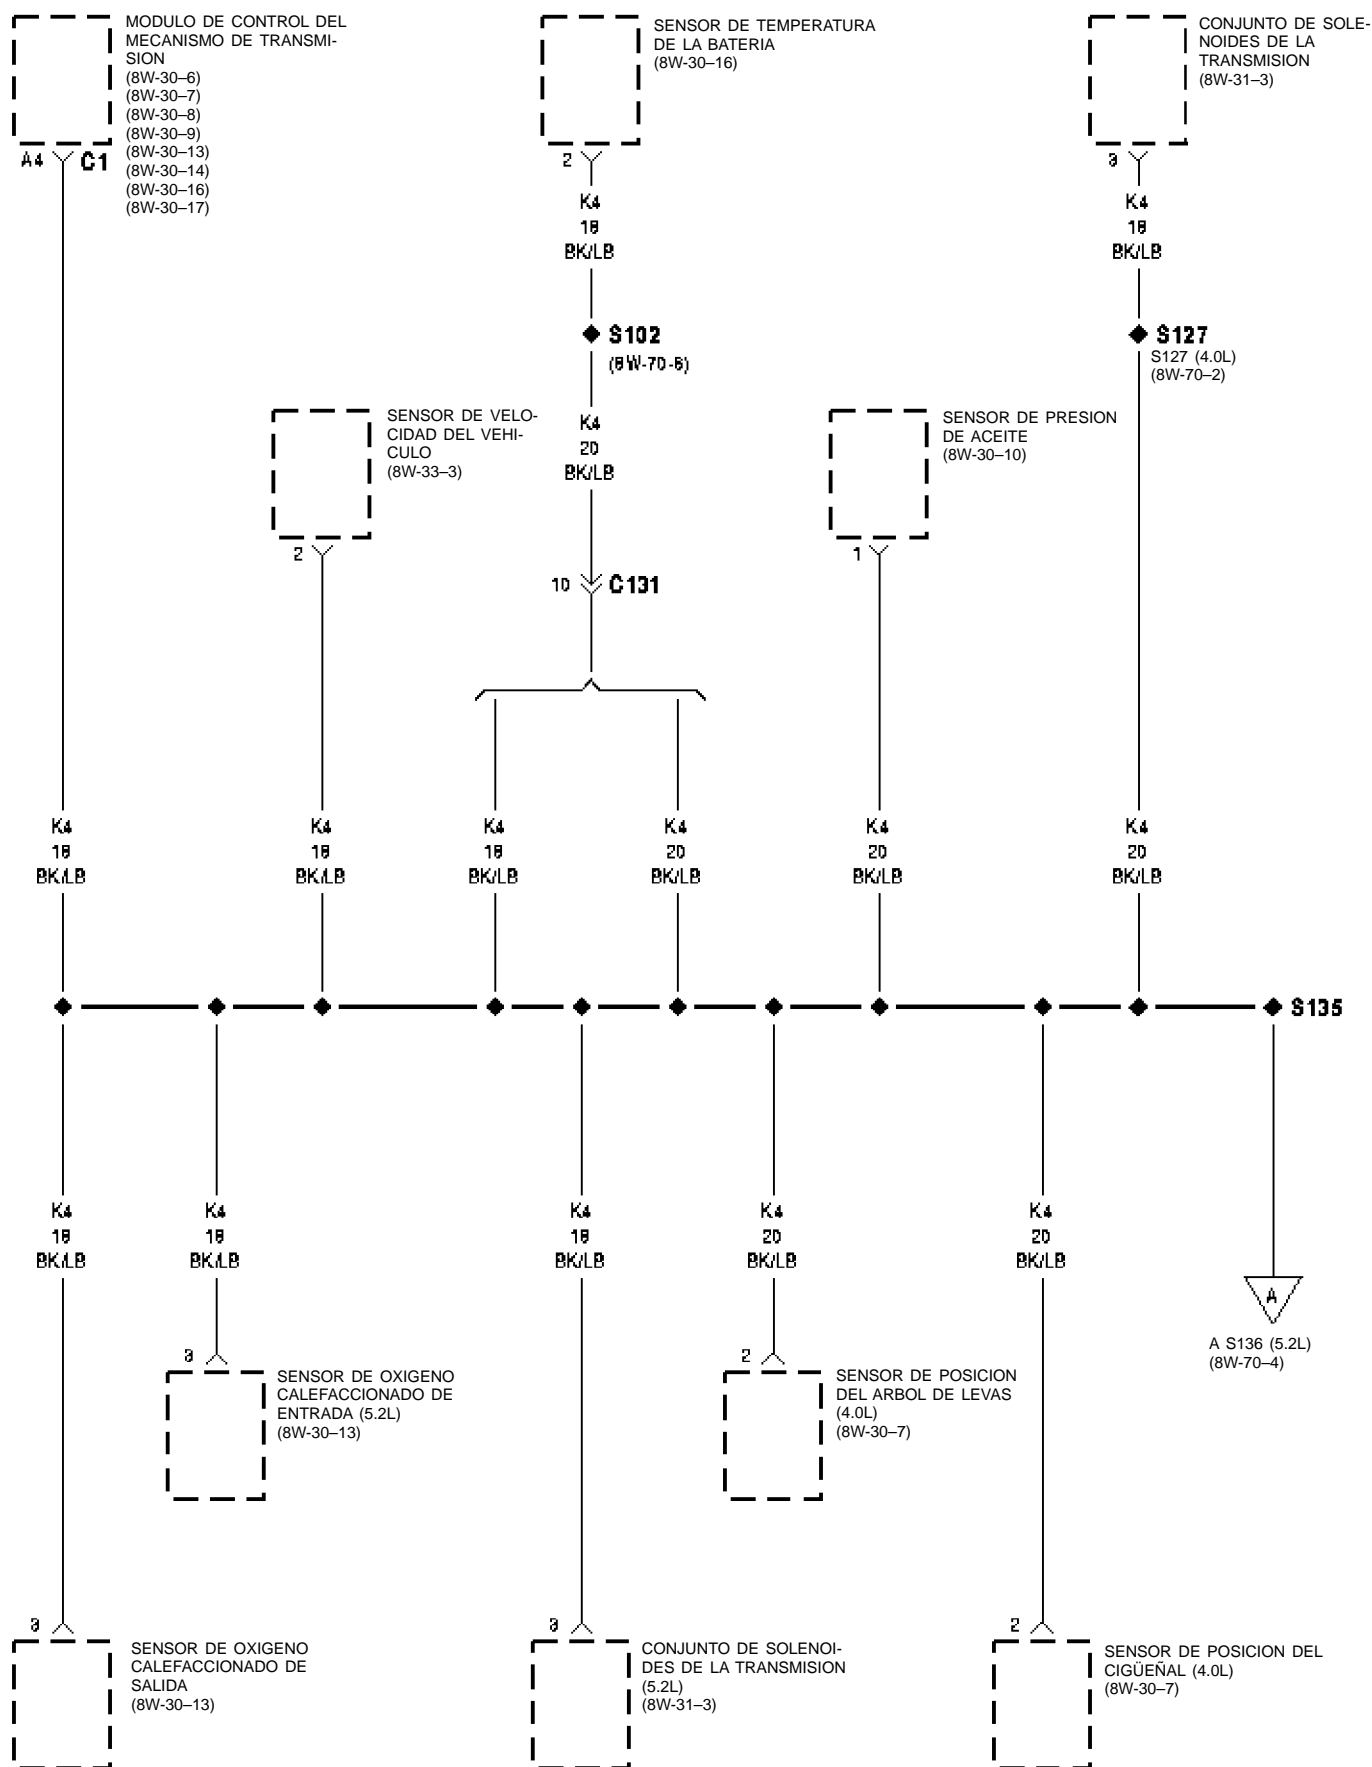 MODULO DE CONTROL DEL
MECANISMO DE TRANSMI-
SION
(8W-30–6)
(8W-30–7)
(8W-30–8)
(8W-30–9)
(8W-30–13)
(8W-30–14)
(8W-30–16)
(8W-30–17)
A4 C1
SENSOR DE TEMPERATURA
DE LA BATERIA
(8W-30–16)
2
K4
18
BK/LB
S102
(8W-70-6)
K4
20
BK/LB
10 C131
CONJUNTO DE SOLE-
NOIDES DE LA
TRANSMISION
(8W-31–3)
3
K4
18
BK/LB
S127
S127 (4.0L)
(8W-70–2)
SENSOR DE VELO-
CIDAD DEL VEHI-
CULO
(8W-33–3)
2
SENSOR DE PRESION
DE ACEITE
(8W-30–10)
1
K4
18
BK/LB
K4
18
BK/LB
K4
18
BK/LB
K4
20
BK/LB
K4
20
BK/LB
K4
20
BK/LB
S135
K4
18
BK/LB
K4
18
BK/LB
K4
18
BK/LB
K4
20
BK/LB
K4
20
BK/LB
A
A S136 (5.2L)
(8W-70–4)
3
SENSOR DE OXIGENO
CALEFACCIONADO DE
ENTRADA (5.2L)
(8W-30–13)
2
SENSOR DE POSICION
DEL ARBOL DE LEVAS
(4.0L)
(8W-30–7)
3
SENSOR DE OXIGENO
CALEFACCIONADO DE
SALIDA
(8W-30–13)
3
CONJUNTO DE SOLENOI-
DES DE LA TRANSMISION
(5.2L)
(8W-31–3)
2
SENSOR DE POSICION DEL
CIGÜEÑAL (4.0L)
(8W-30–7)